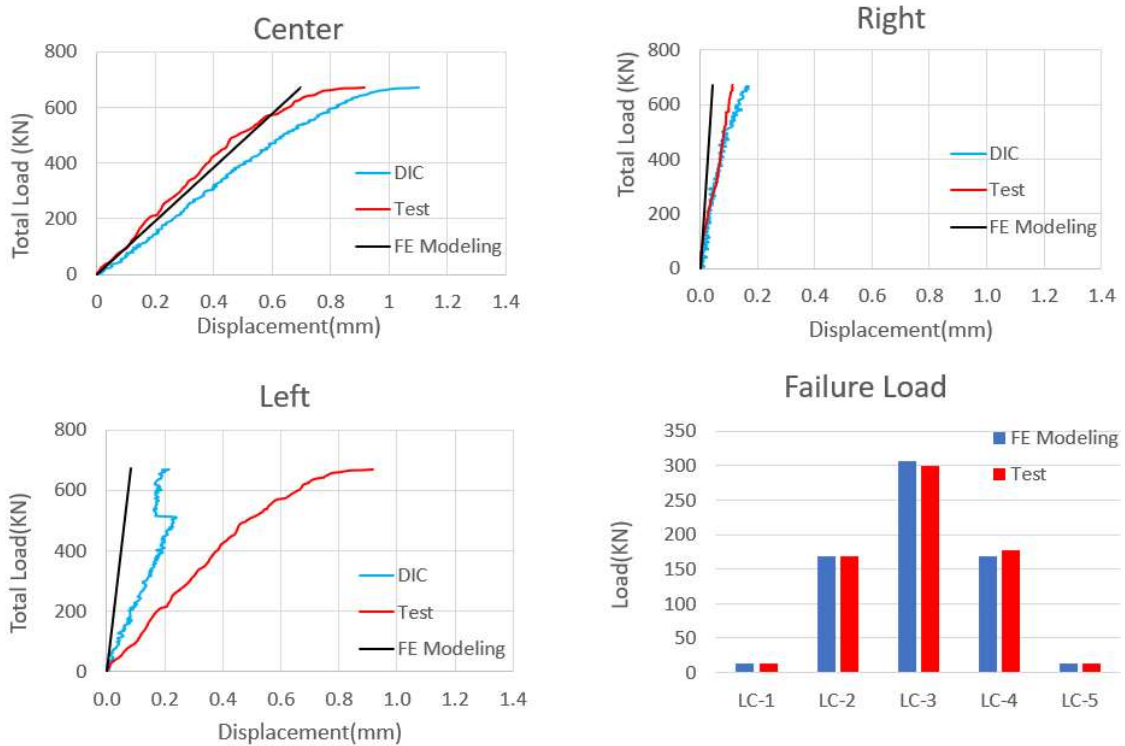 Center
800
600
400
200
0
Total Load (KN)
DIC
Test
FE Modeling
0 0.2 0.4 0.6 0.8 1 1.2 1.4
Displacement(mm)
Right
800
600
400
200
0
Total Load (KN)
DIC
Test
FE Modeling
0.0 0.2 0.4 0.6 0.8 1.0 1.2 1.4
Displacement(mm)
Left
800
600
400
200
0
Total Load(KN)
DIC
Test
FE Modeling
0.0 0.2 0.4 0.6 0.8 1.0 1.2 1.4
Displacement(mm)
Failure Load
350
300
250
200
150
100
50
0
Load(KN)
FE Modeling
Test
LC-1 LC-2 LC-3 LC-4 LC-5